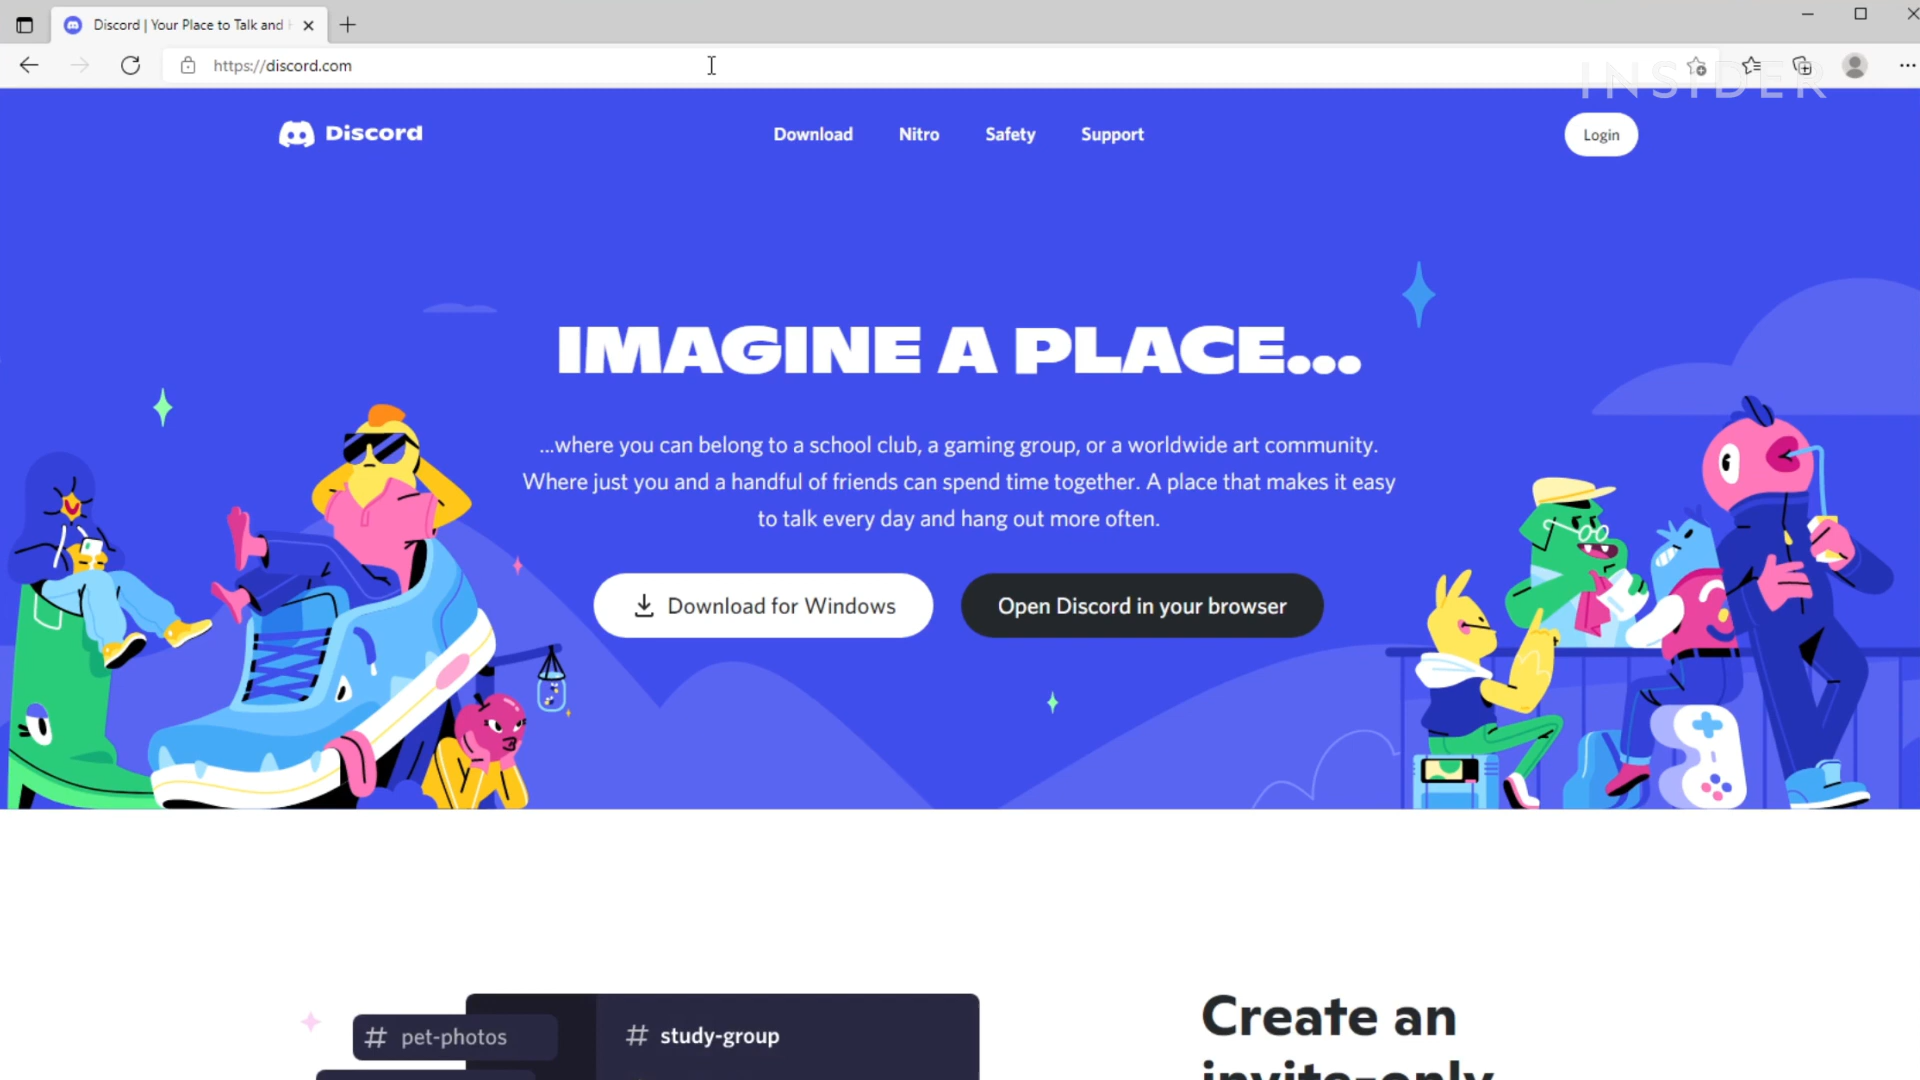 Discord | Your Place to Talk and
https://discord.com
INSIDER
Discord
Download
Nitro
Safety
Support
Login
IMAGINE A PLACE...
...where you can belong to a school club, a gaming group, or a worldwide art community.
Where just you and a handful of friends can spend time together. A place that makes it easy
to talk every day and hang out more often.
Download for Windows
Open Discord in your browser
# pet-photos
# study-group
Create an
invite-only